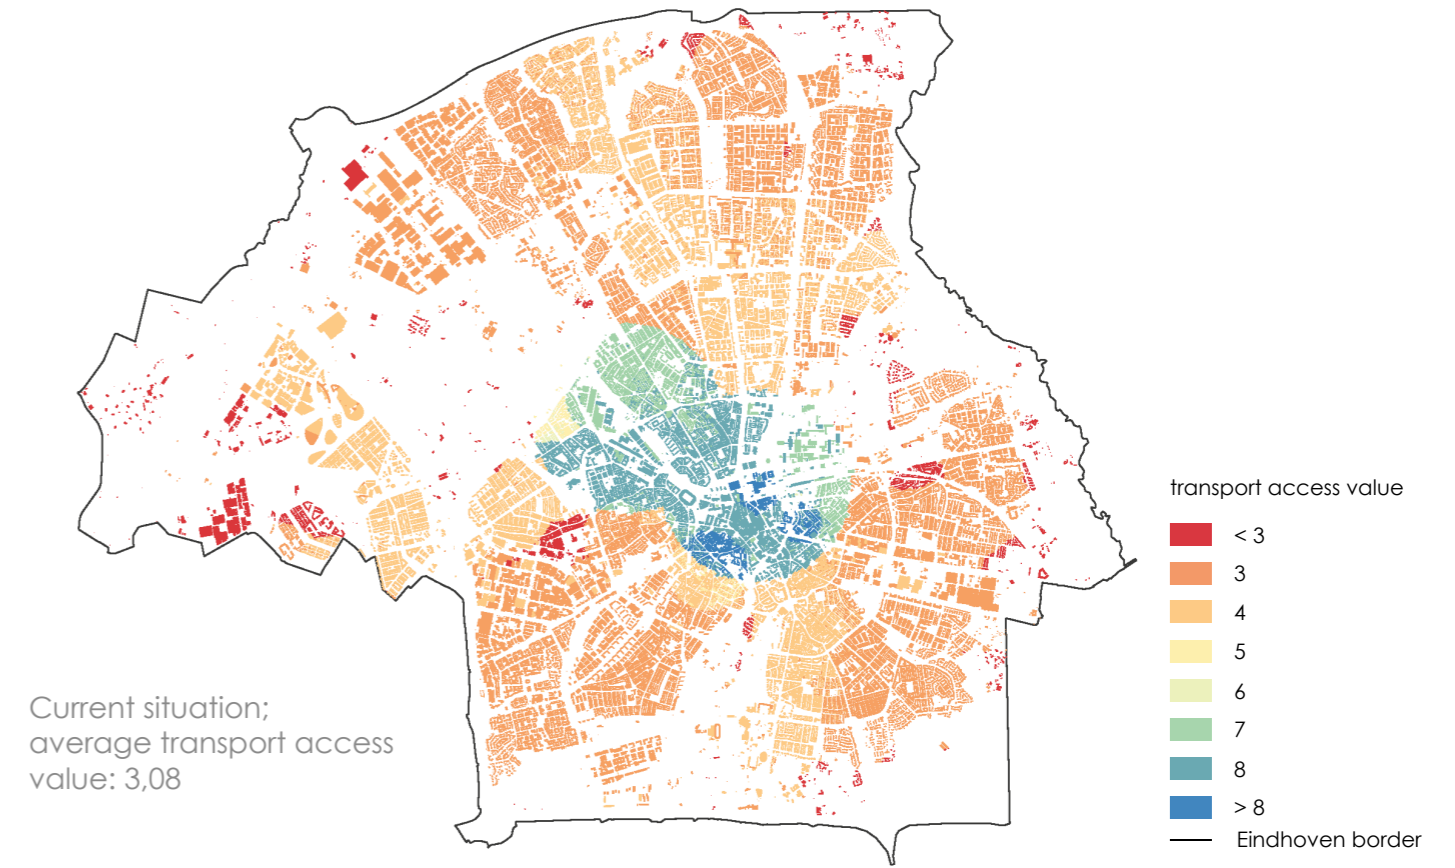 transport access value
< 3
3
4
5
6
7
8
> 8
Eindhoven border
Current situation;
average transport access
value: 3,08